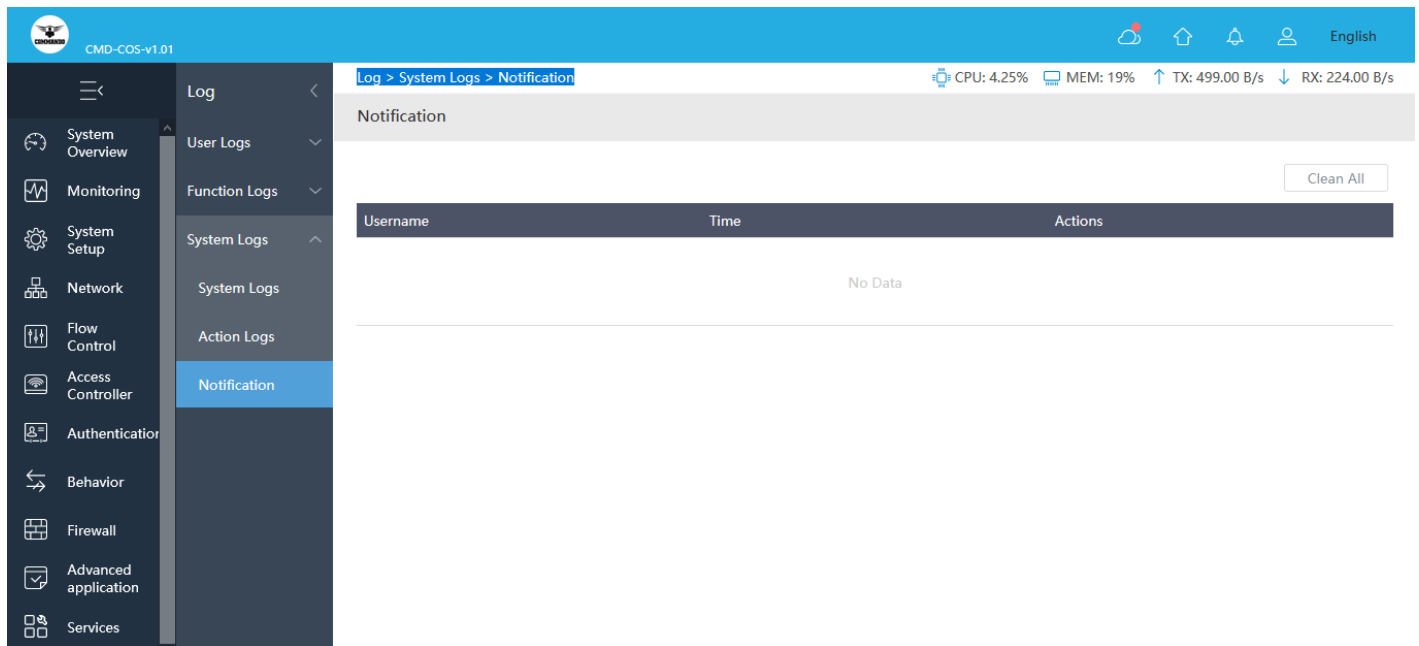 COMMANDO
CMD-COS-v1.01
English
Log > System Logs > Notification
CPU: 4.25%
MEM: 19%
TX: 499.00 B/s
RX: 224.00 B/s
System
Overview
Monitoring
System
Setup
Network
Flow
Control
Access
Controller
Authentication
Behavior
Firewall
Advanced
application
Services
Log
User Logs
Function Logs
System Logs
System Logs
Action Logs
Notification
Notification
Clean All
Username Time Actions
No Data